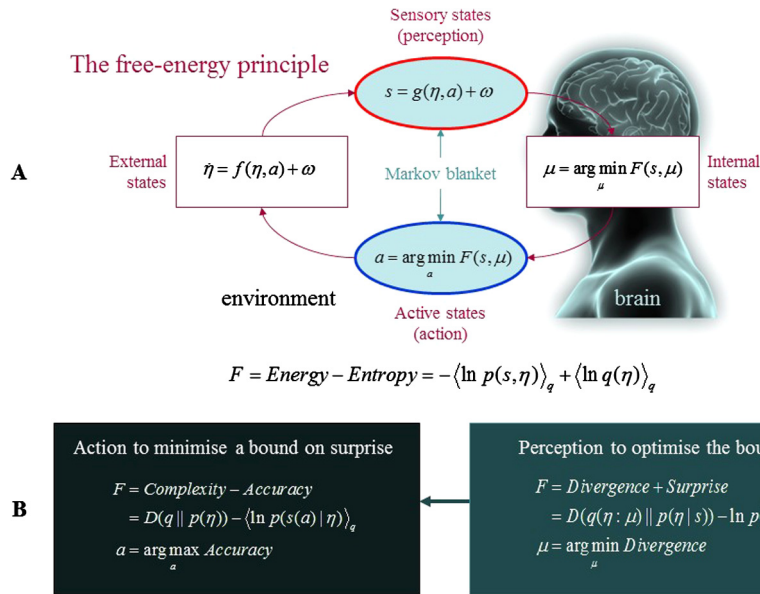 Sensory states
(perception)
The free-energy principle
s = g(η, a) + ω
External
states
η̇ = f(η, a) + ω
Markov blanket
μ = arg min F(s, μ)
μ
Internal
states
A
a = arg min F(s, μ)
a
environment
brain
Active states
(action)
F = Energy − Entropy = −⟨ln p(s, η)⟩q + ⟨ln q(η)⟩q
Action to minimise a bound on surprise
F = Complexity − Accuracy
= D(q || p(η)) − ⟨ln p(s(a) | η)⟩q
a = arg max Accuracy
a
B
Perception to optimise the bou
F = Divergence + Surprise
= D(q(η : μ) || p(η | s)) − ln p
μ = arg min Divergence
μ